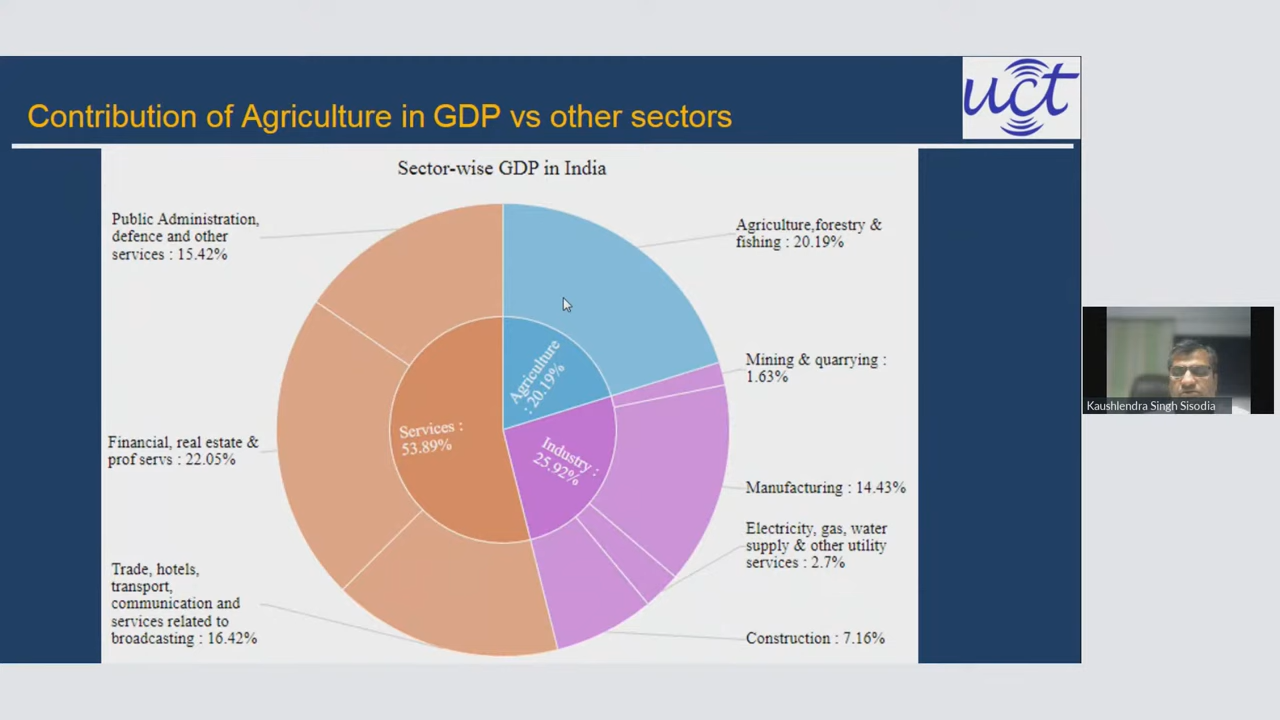 uct
Contribution of Agriculture in GDP vs other sectors
Sector-wise GDP in India
Public Administration,
defence and other
services : 15.42%
Agriculture,forestry &
fishing : 20.19%
Agriculture
: 20.19%
Mining & quarrying :
1.63%
Kaushlendra Singh Sisodia
Services :
53.89%
Industry :
25.92%
Financial, real estate &
prof servs : 22.05%
Manufacturing : 14.43%
Electricity, gas, water
supply & other utility
services : 2.7%
Trade, hotels,
transport,
communication and
services related to
broadcasting : 16.42%
Construction : 7.16%